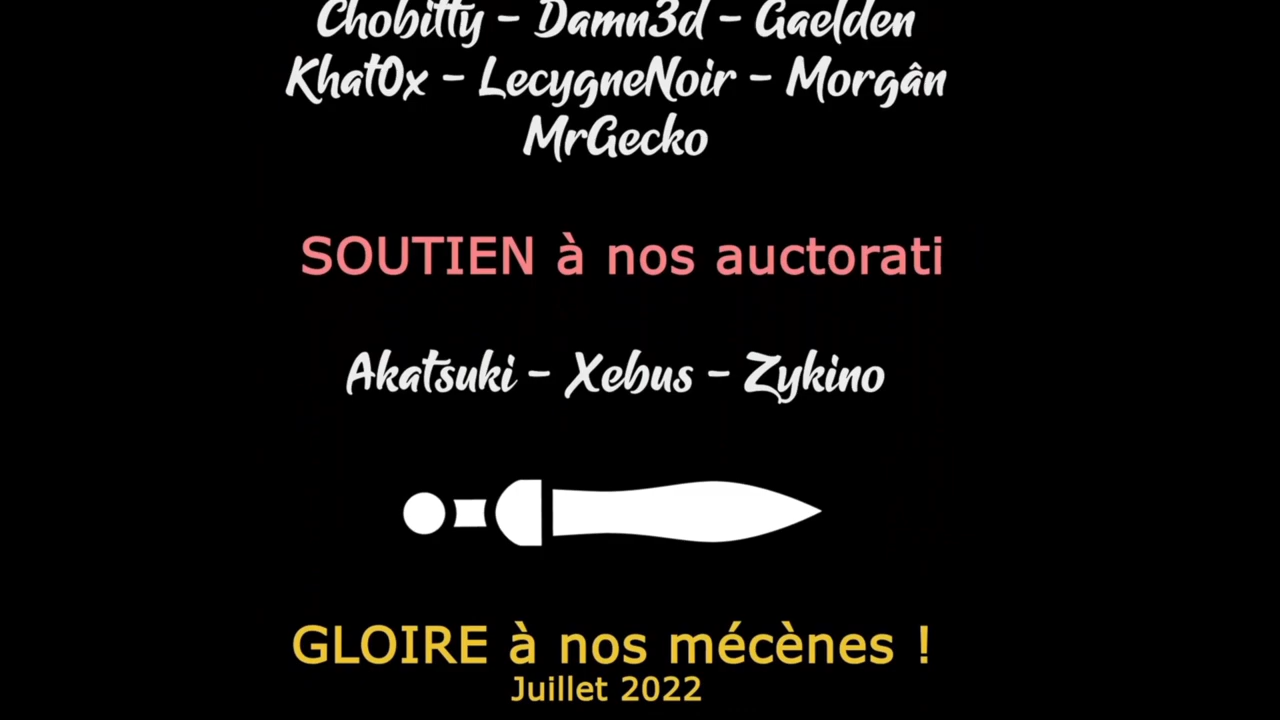 Chobitty - Damn3d - Gaelden
Khat0x - LecygneNoir - Morgân
MrGecko
SOUTIEN à nos auctorati
Akatsuki - Xebus - Zykino
GLOIRE à nos mécènes !
Juillet 2022